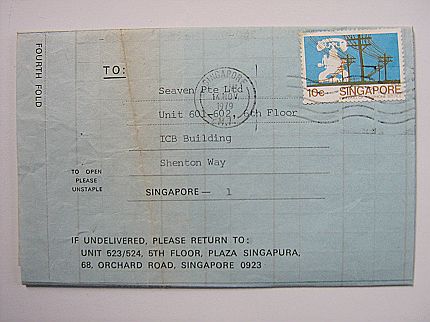 FOURTH FOLD
TO:
SINGAPORE
14 NOV
1979
10c SINGAPORE
Seaven Pte Ltd
Unit 601-602, 6th Floor
ICB Building
Shenton Way
SINGAPORE — 1
TO OPEN
PLEASE
UNSTAPLE
IF UNDELIVERED, PLEASE RETURN TO:
UNIT 523/524, 5TH FLOOR, PLAZA SINGAPURA,
68, ORCHARD ROAD, SINGAPORE 0923